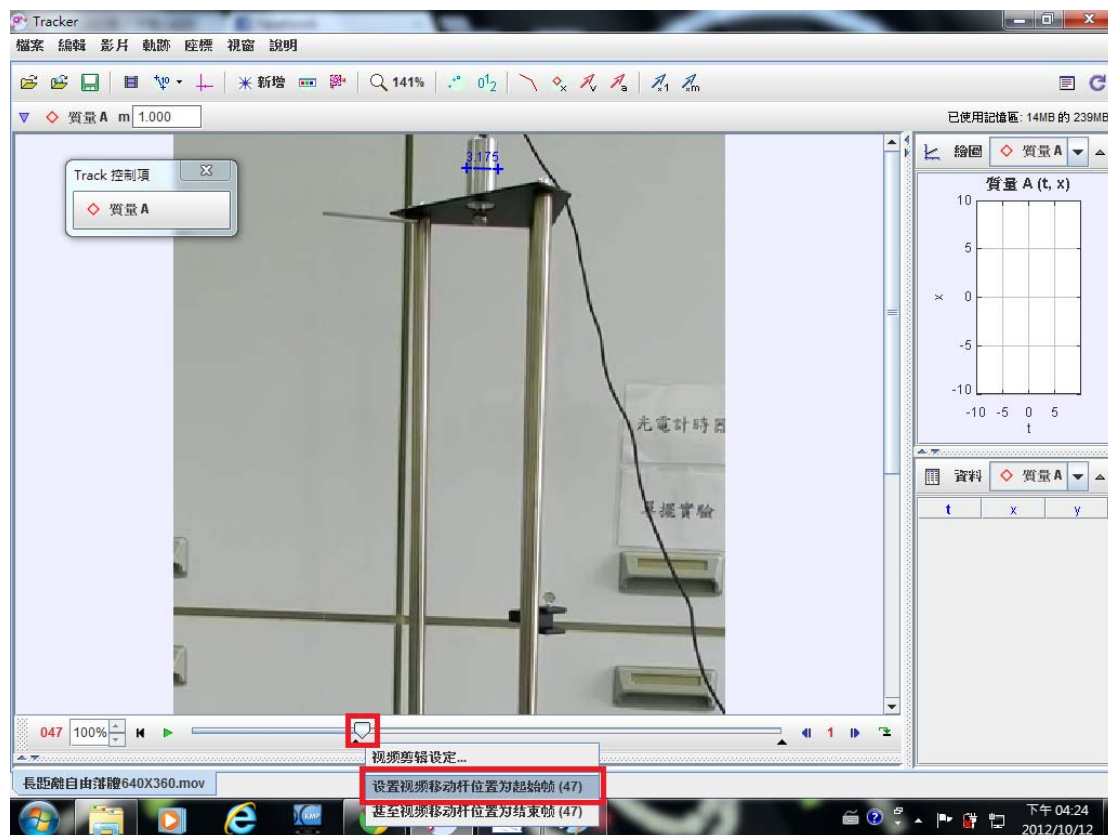 Tracker
檔案 編輯 影片 軌跡 座標 視窗 說明
新增 141%
質量 A m 1.000
已使用記憶區: 14MB 的 239MB
3.175
Track 控制項
質量 A
繪圖 質量 A
質量 A (t, x)
10
5
x 0
-5
-10
-10 -5 0 5
t
光電計時器
單擺實驗
資料 質量 A
t x y
047 100% 1
视频剪辑设定...
设置视频移动杆位置为起始帧 (47)
甚至视频移动杆位置为结束帧 (47)
長距離自由落體640X360.mov
KMP
下午 04:24
2012/10/12